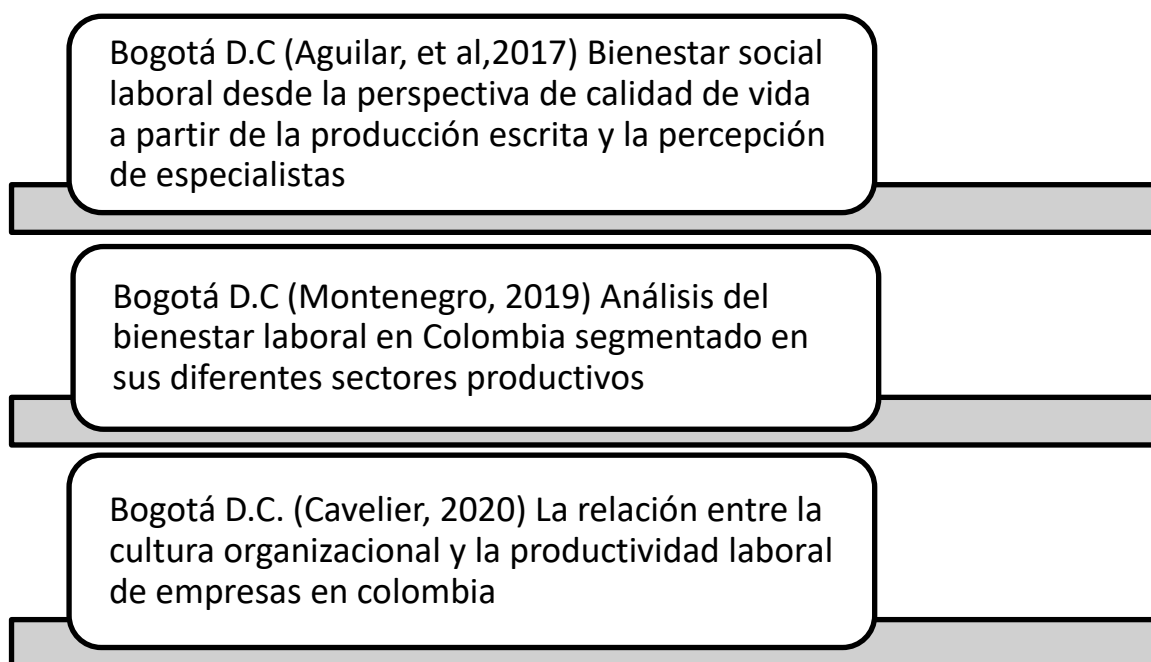 Bogotá D.C (Aguilar, et al,2017) Bienestar social
laboral desde la perspectiva de calidad de vida
a partir de la producción escrita y la percepción
de especialistas
Bogotá D.C (Montenegro, 2019) Análisis del
bienestar laboral en Colombia segmentado en
sus diferentes sectores productivos
Bogotá D.C. (Cavelier, 2020) La relación entre la
cultura organizacional y la productividad laboral
de empresas en colombia